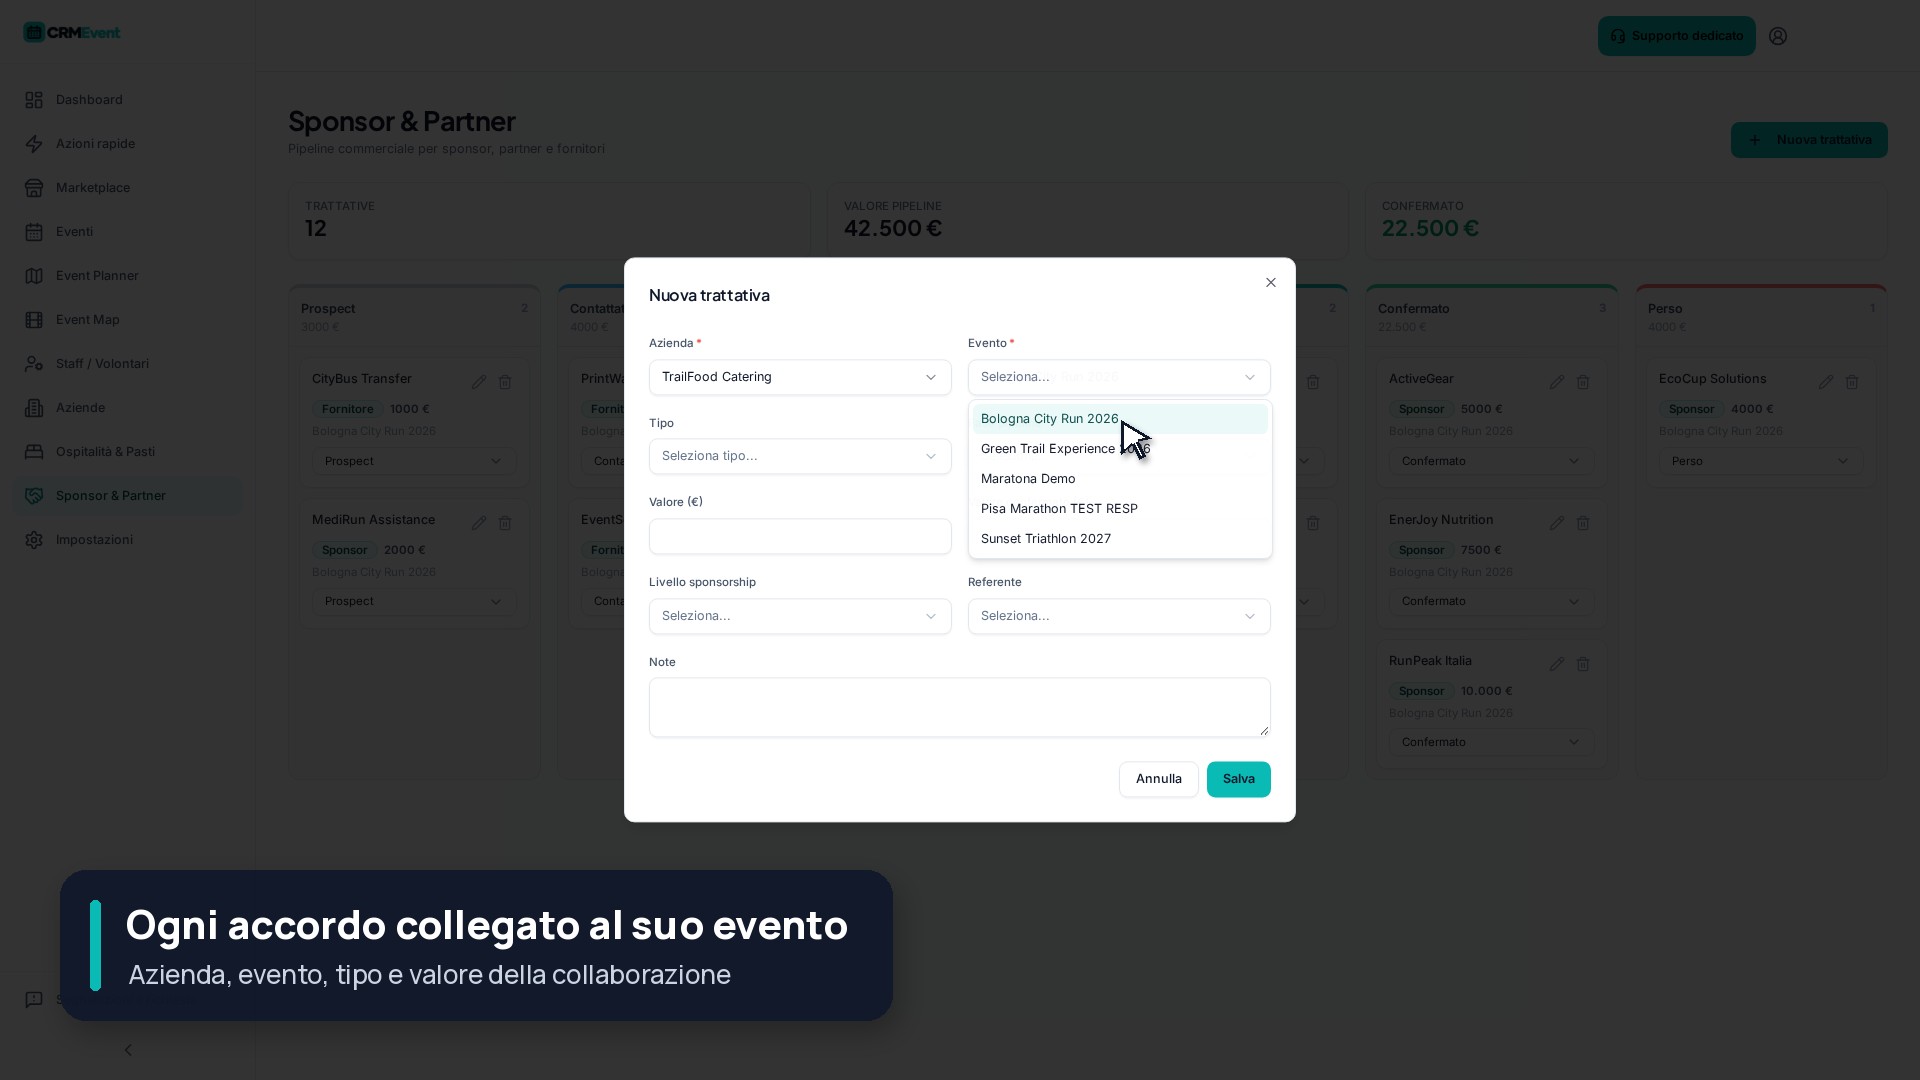 CRMEvent
Supporto dedicato
Dashboard
Azioni rapide
Marketplace
Eventi
Event Planner
Event Map
Staff / Volontari
Aziende
Ospitalità & Pasti
Sponsor & Partner
Impostazioni
Sponsor & Partner
Pipeline commerciale per sponsor, partner e fornitori
Nuova trattativa
TRATTATIVE
12
VALORE PIPELINE
42.500 €
CONFERMATO
22.500 €
Prospect 2
3000 €
CityBus Transfer
Fornitore 1000 €
Bologna City Run 2026
Prospect
MediRun Assistance
Sponsor 2000 €
Bologna City Run 2026
Prospect
4000 €
2
Confermato 3
22.500 €
ActiveGear
Sponsor 5000 €
Bologna City Run 2026
Confermato
EnerJoy Nutrition
Sponsor 7500 €
Bologna City Run 2026
Confermato
RunPeak Italia
Sponsor 10.000 €
Bologna City Run 2026
Confermato
Perso 1
4000 €
EcoCup Solutions
Sponsor 4000 €
Bologna City Run 2026
Perso
Nuova trattativa
Azienda *
TrailFood Catering
Evento *
Seleziona...
Bologna City Run 2026
Green Trail Experience
Maratona Demo
Pisa Marathon TEST RESP
Sunset Triathlon 2027
Tipo
Seleziona tipo...
Valore (€)
Livello sponsorship
Seleziona...
Referente
Seleziona...
Note
Annulla
Salva
Ogni accordo collegato al suo evento
Azienda, evento, tipo e valore della collaborazione